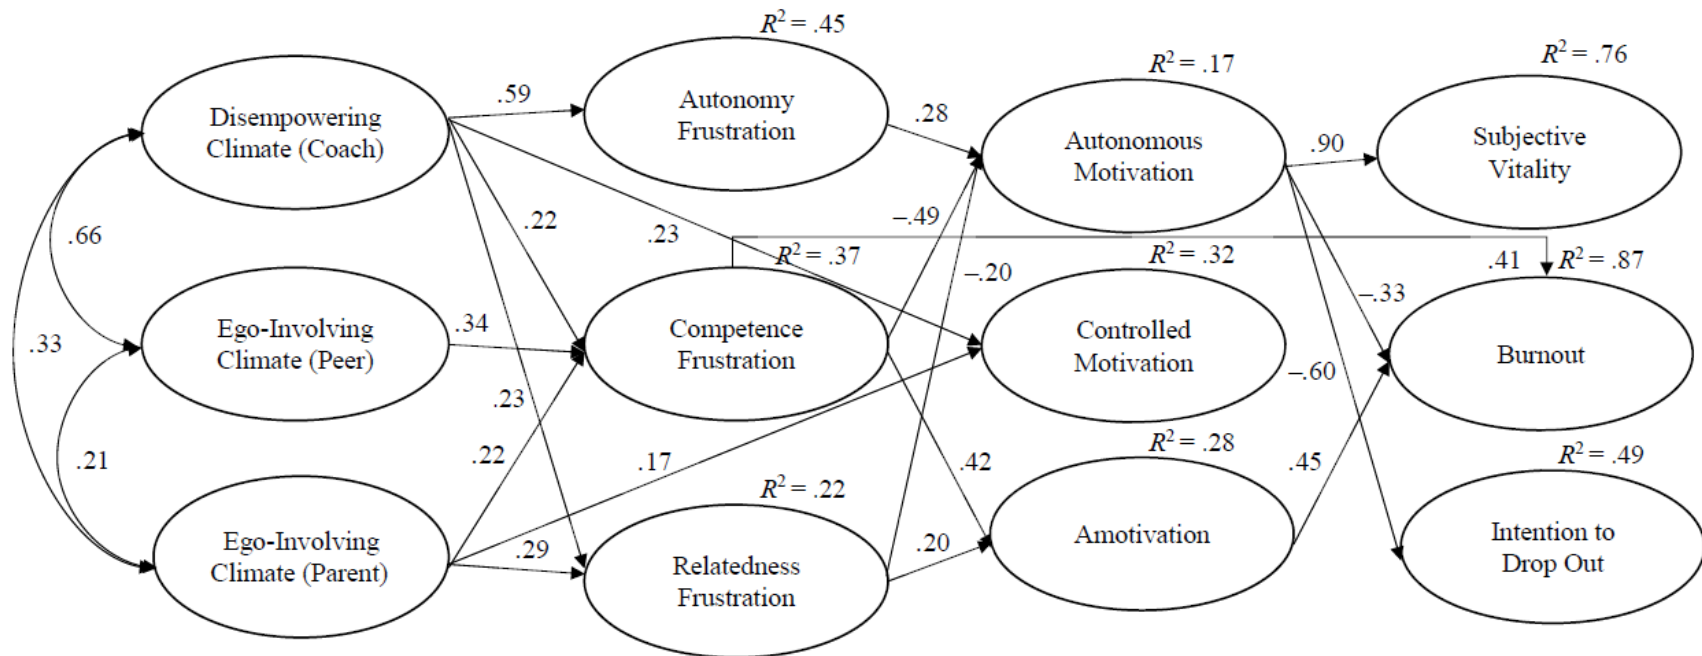 R² = .45
R² = .17
R² = .76
Disempowering
Climate (Coach)
.59
Autonomy
Frustration
.28
Autonomous
Motivation
.90
Subjective
Vitality
.66
.22
.23
–.49
R² = .37
–.20
R² = .32
.41
R² = .87
–.33
.33
Ego-Involving
Climate (Peer)
.34
Competence
Frustration
Controlled
Motivation
–.60
Burnout
.23
.21
.22
.17
.42
R² = .28
.45
R² = .49
R² = .22
Ego-Involving
Climate (Parent)
.29
Relatedness
Frustration
.20
Amotivation
Intention to
Drop Out